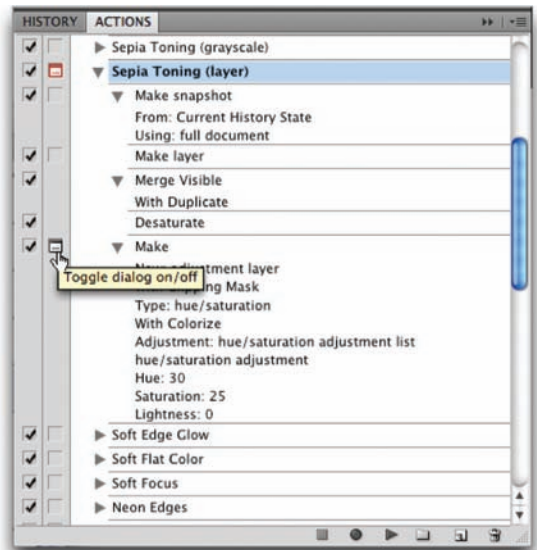 HISTORY ACTIONS
Sepia Toning (grayscale)
Sepia Toning (layer)
Make snapshot
From: Current History State
Using: full document
Make layer
Merge Visible
With Duplicate
Desaturate
Make
adjustment layer
Toggle dialog on/off
Mask
Type: hue/saturation
With Colorize
Adjustment: hue/saturation adjustment list
hue/saturation adjustment
Hue: 30
Saturation: 25
Lightness: 0
Soft Edge Glow
Soft Flat Color
Soft Focus
Neon Edges